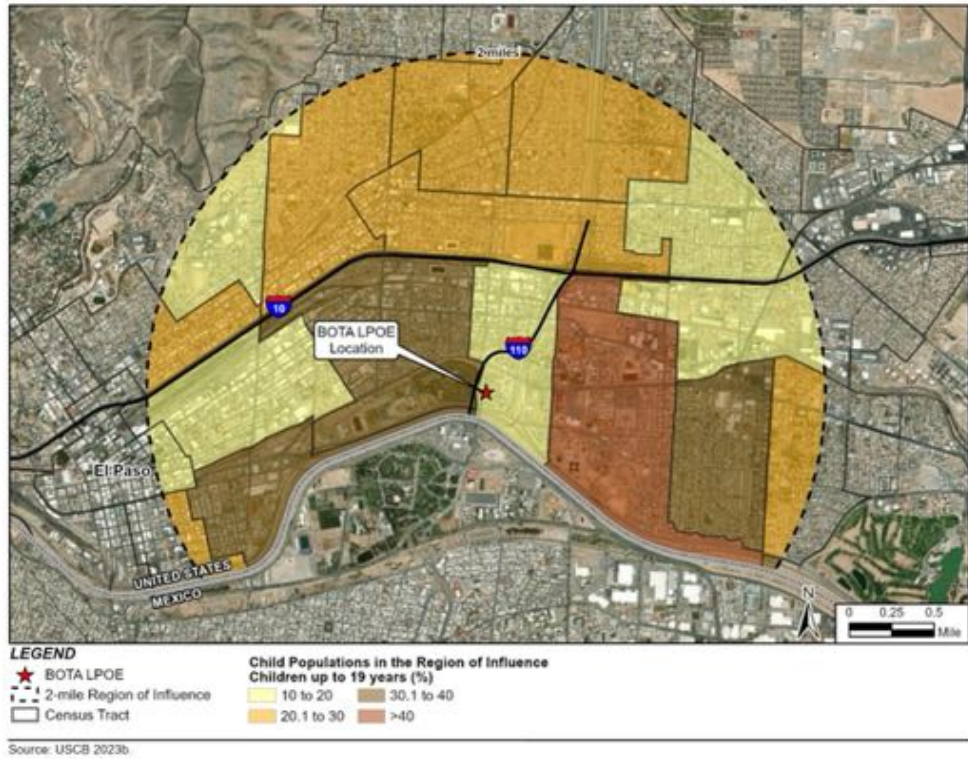 2-miles
10
BOTA LPOE
Location
110
El Paso
UNITED STATES
MEXICO
N
0 0.25 0.5
Mile
LEGEND
BOTA LPOE
2-mile Region of Influence
Census Tract
Child Populations in the Region of Influence
Children up to 19 years (%)
10 to 20
30.1 to 40
20.1 to 30
>40
Source: USCB 2023b